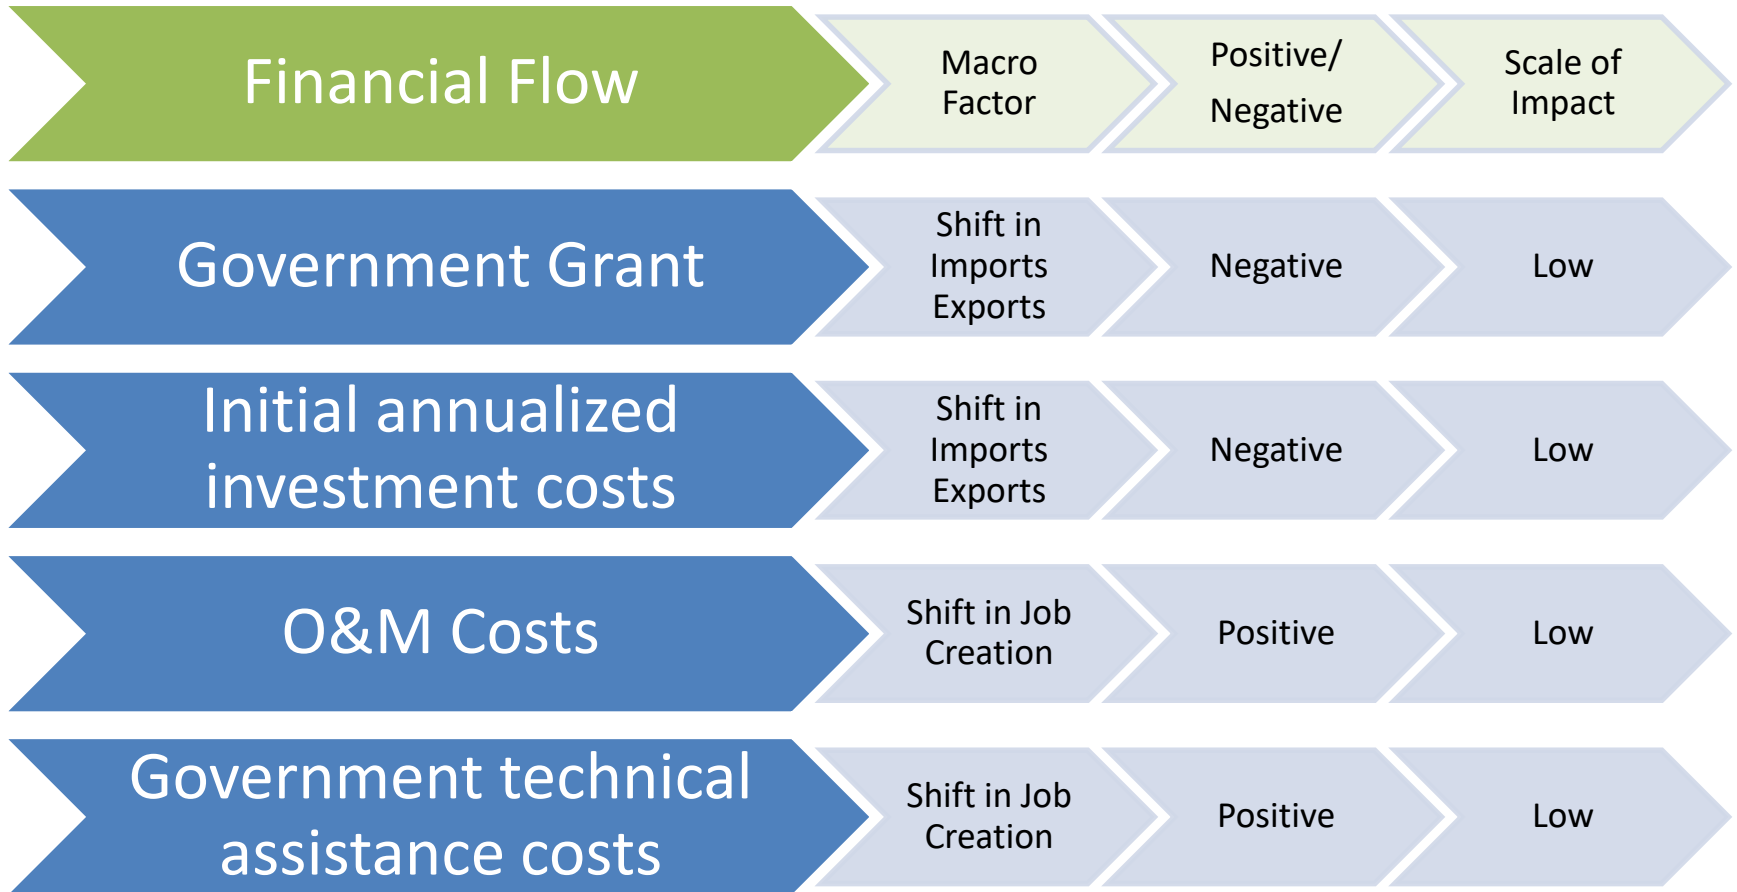 Financial Flow
Macro
Factor
Positive/
Negative
Scale of
Impact
Government Grant
Shift in
Imports
Exports
Negative
Low
Initial annualized
investment costs
Shift in
Imports
Exports
Negative
Low
O&M Costs
Shift in Job
Creation
Positive
Low
Government technical
assistance costs
Shift in Job
Creation
Positive
Low